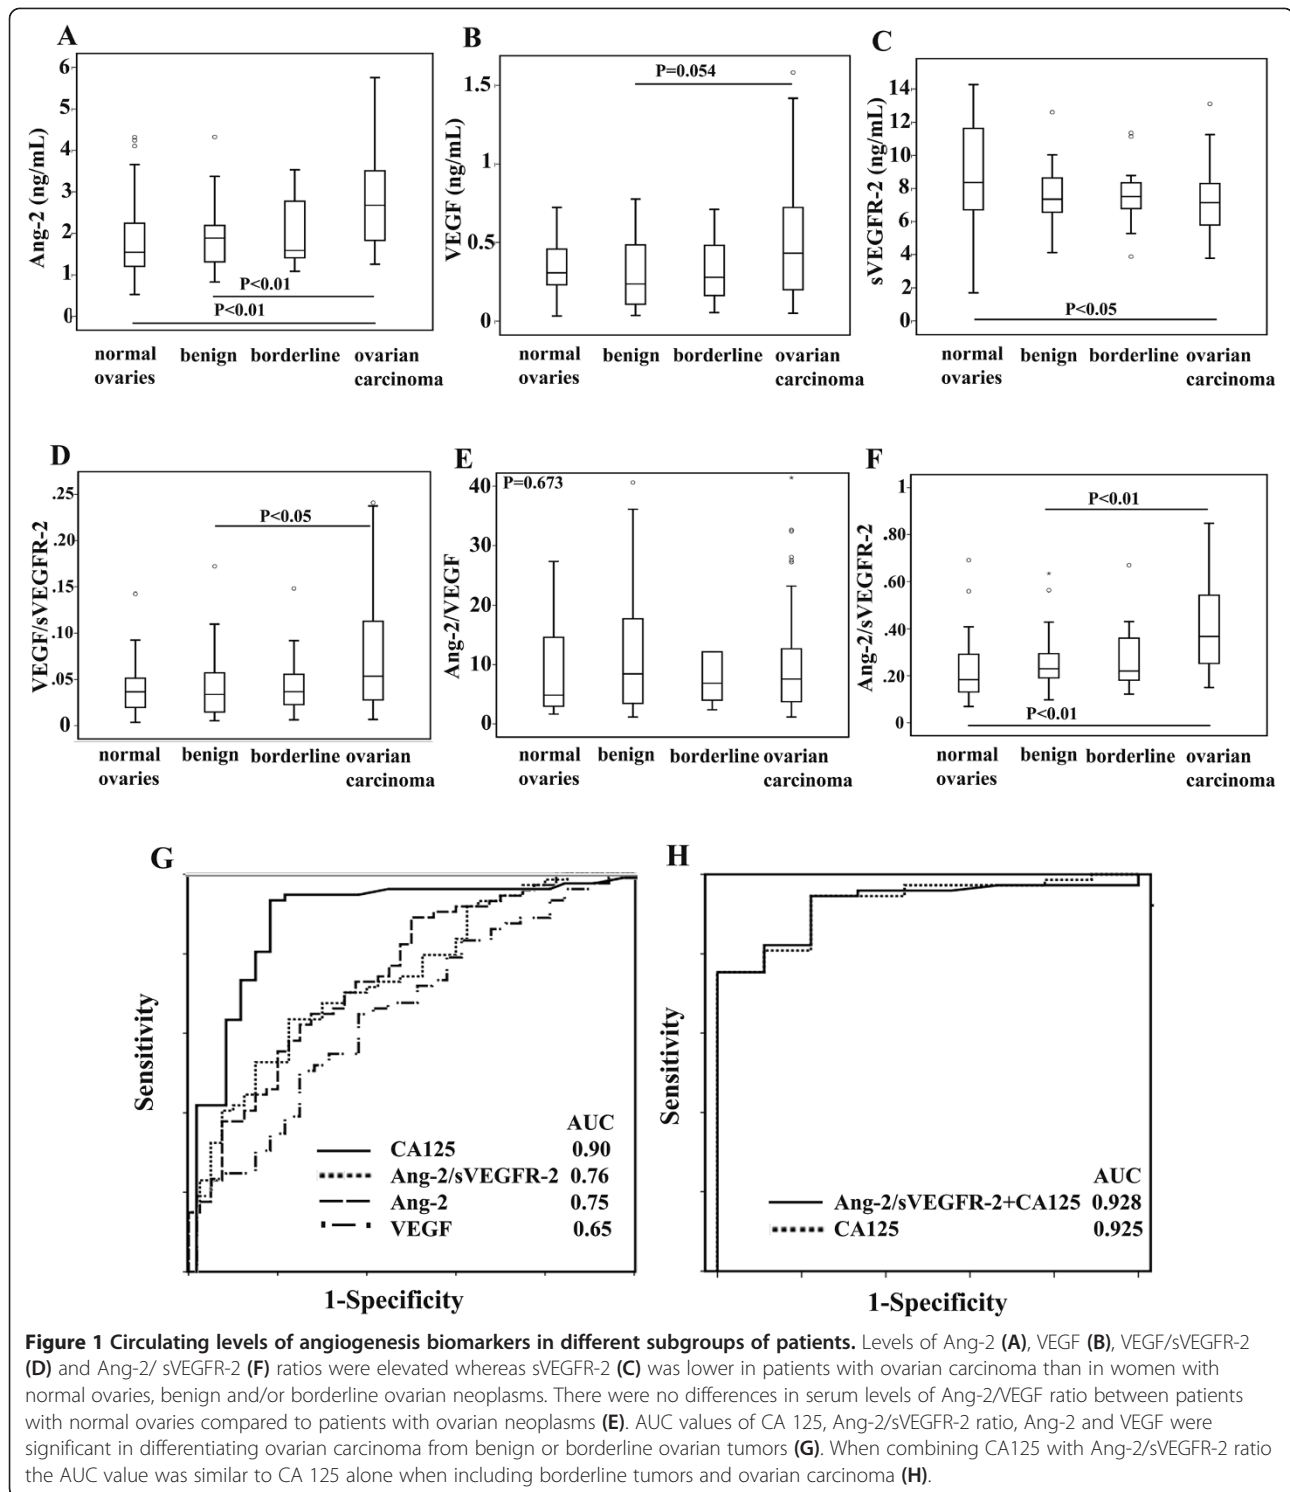 A
Ang-2 (ng/mL)
6
5
4
3
2
1
0
P<0.01
P<0.01
normal ovaries
benign
borderline
ovarian carcinoma
B
VEGF (ng/mL)
1.5
1
0.5
0
P=0.054
normal ovaries
benign
borderline
ovarian carcinoma
C
sVEGFR-2 (ng/mL)
14
12
10
8
6
4
2
0
P<0.05
normal ovaries
benign
borderline
ovarian carcinoma
D
VEGF/sVEGFR-2
.25
.20
.15
.10
.05
0
P<0.05
normal ovaries
benign
borderline
ovarian carcinoma
E
Ang-2/VEGF
P=0.673
40
30
20
10
0
normal ovaries
benign
borderline
ovarian carcinoma
F
Ang-2/sVEGFR-2
1
.80
.60
.40
.20
0
P<0.01
P<0.01
normal ovaries
benign
borderline
ovarian carcinoma
G
Sensitivity
AUC
CA125 0.90
Ang-2/sVEGFR-2 0.76
Ang-2 0.75
VEGF 0.65
1-Specificity
H
Sensitivity
AUC
Ang-2/sVEGFR-2+CA125 0.928
CA125 0.925
1-Specificity
Figure 1 Circulating levels of angiogenesis biomarkers in different subgroups of patients. Levels of Ang-2 (A), VEGF (B), VEGF/sVEGFR-2
(D) and Ang-2/ sVEGFR-2 (F) ratios were elevated whereas sVEGFR-2 (C) was lower in patients with ovarian carcinoma than in women with
normal ovaries, benign and/or borderline ovarian neoplasms. There were no differences in serum levels of Ang-2/VEGF ratio between patients
with normal ovaries compared to patients with ovarian neoplasms (E). AUC values of CA 125, Ang-2/sVEGFR-2 ratio, Ang-2 and VEGF were
significant in differentiating ovarian carcinoma from benign or borderline ovarian tumors (G). When combining CA125 with Ang-2/sVEGFR-2 ratio
the AUC value was similar to CA 125 alone when including borderline tumors and ovarian carcinoma (H).